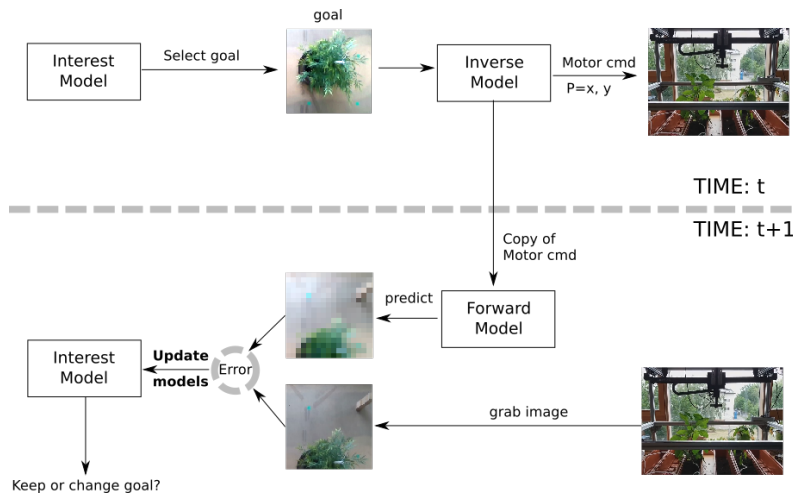 goal
Interest
Model
Select goal
Inverse
Model
Motor cmd
P=x, y
TIME: t
TIME: t+1
Copy of
Motor cmd
predict
Forward
Model
Interest
Model
Update
models
Error
grab image
Keep or change goal?